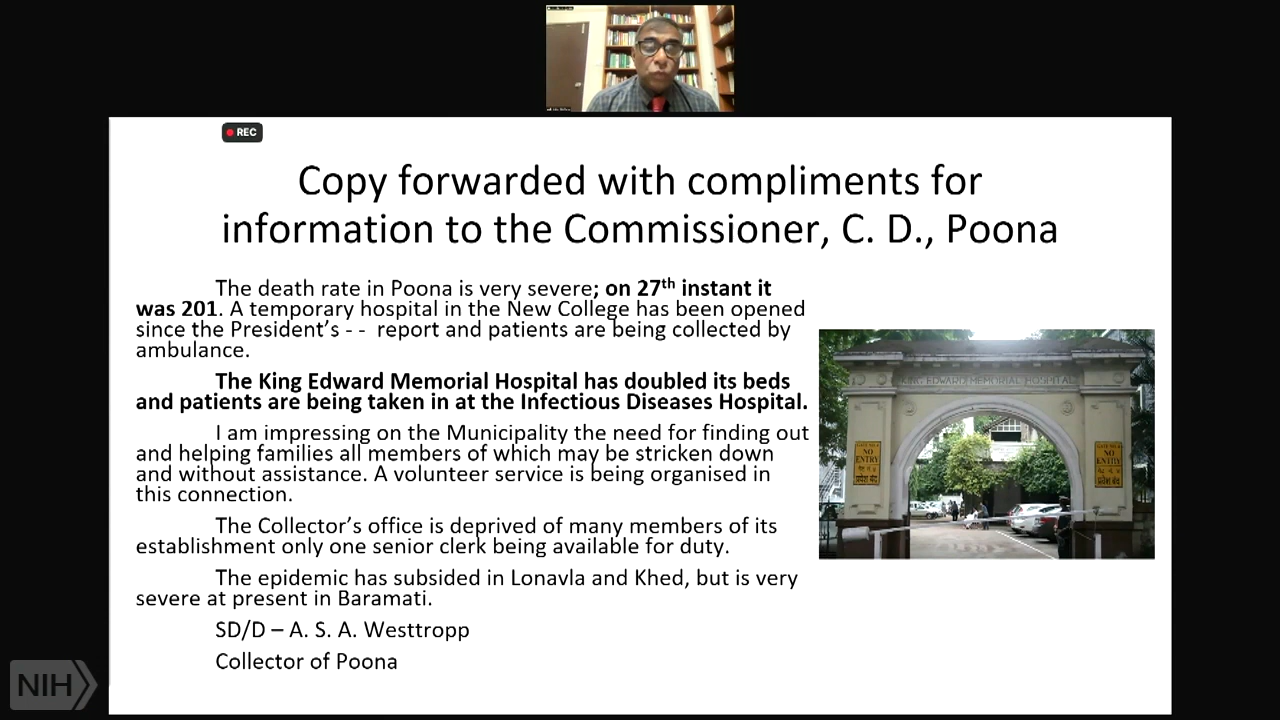 REC
Copy forwarded with compliments for
information to the Commissioner, C. D., Poona
The death rate in Poona is very severe; on 27th instant it
was 201. A temporary hospital in the New College has been opened
since the President’s - - report and patients are being collected by
ambulance.
The King Edward Memorial Hospital has doubled its beds
and patients are being taken in at the Infectious Diseases Hospital.
I am impressing on the Municipality the need for finding out
and helping families all members of which may be stricken down
and without assistance. A volunteer service is being organised in
this connection.
The Collector’s office is deprived of many members of its
establishment only one senior clerk being available for duty.
The epidemic has subsided in Lonavla and Khed, but is very
severe at present in Baramati.
SD/D – A. S. A. Westtropp
Collector of Poona
KING EDWARD MEMORIAL HOSPITAL
NO
ENTRY
प्रवेश बंद
NO
ENTRY
प्रवेश बंद
NIH